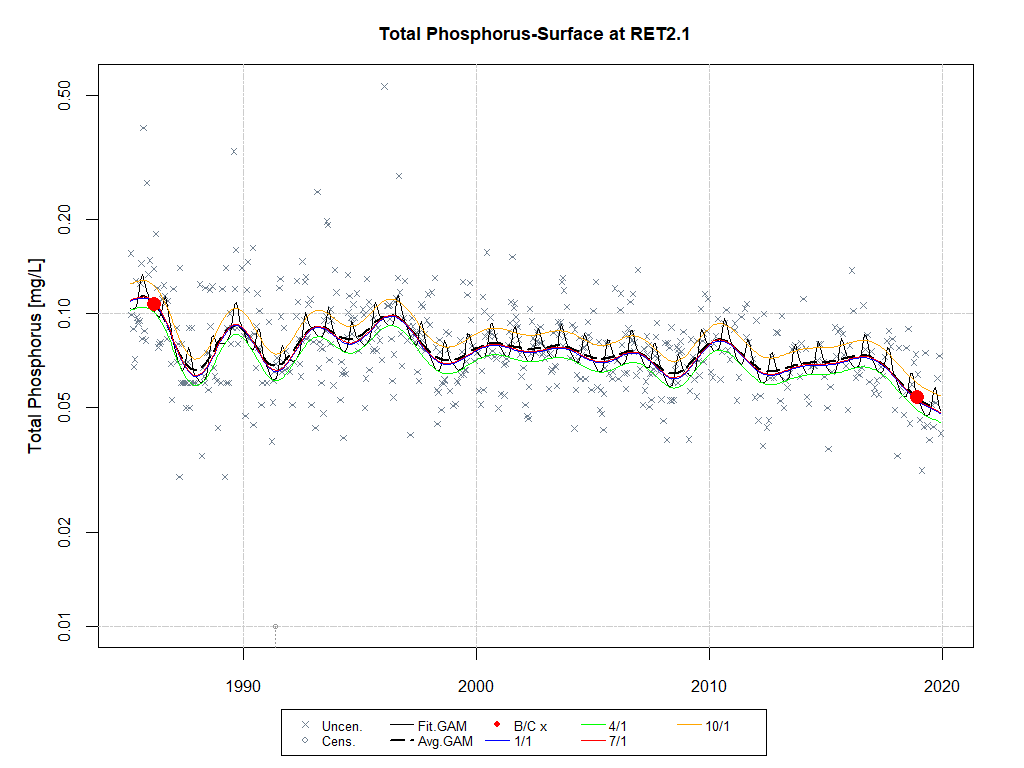 Total Phosphorus-Surface at RET2.1
Total Phosphorus [mg/L]
0.50
0.20
0.10
0.05
0.02
0.01
1990 2000 2010 2020
Uncen. Fit.GAM B/C x 4/1 10/1
Cens. Avg.GAM 1/1 7/1